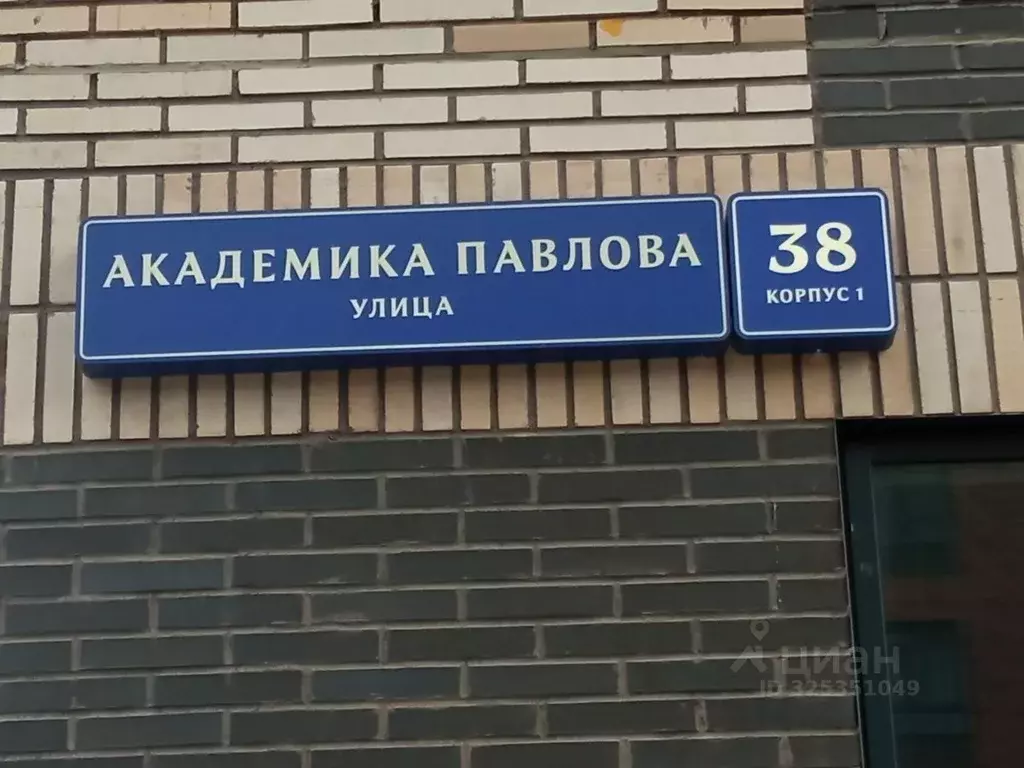 АКАДЕМИКА ПАВЛОВА
УЛИЦА
38
КОРПУС 1
циан
ID 325351049